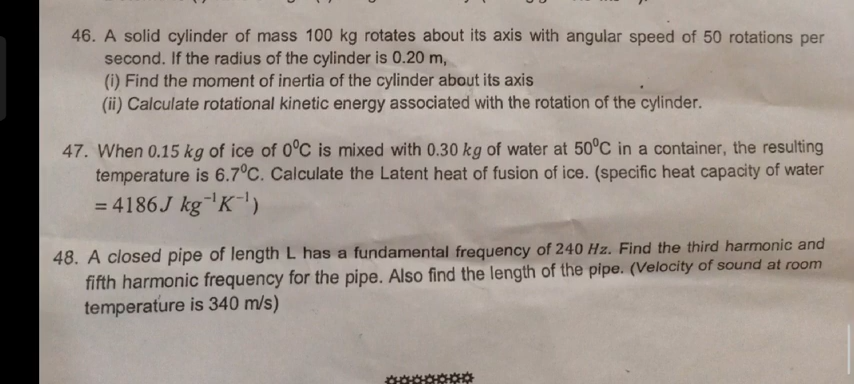 46. A solid cylinder of mass 100 kg rotates about its axis with angular speed of 50 rotations per
second. If the radius of the cylinder is 0.20 m,
(i) Find the moment of inertia of the cylinder about its axis
(ii) Calculate rotational kinetic energy associated with the rotation of the cylinder.
47. When 0.15 kg of ice of 0⁰C is mixed with 0.30 kg of water at 50⁰C in a container, the resulting
temperature is 6.7⁰C. Calculate the Latent heat of fusion of ice. (specific heat capacity of water
= 4186J kg⁻¹K⁻¹)
48. A closed pipe of length L has a fundamental frequency of 240 Hz. Find the third harmonic and
fifth harmonic frequency for the pipe. Also find the length of the pipe. (Velocity of sound at room
temperature is 340 m/s)